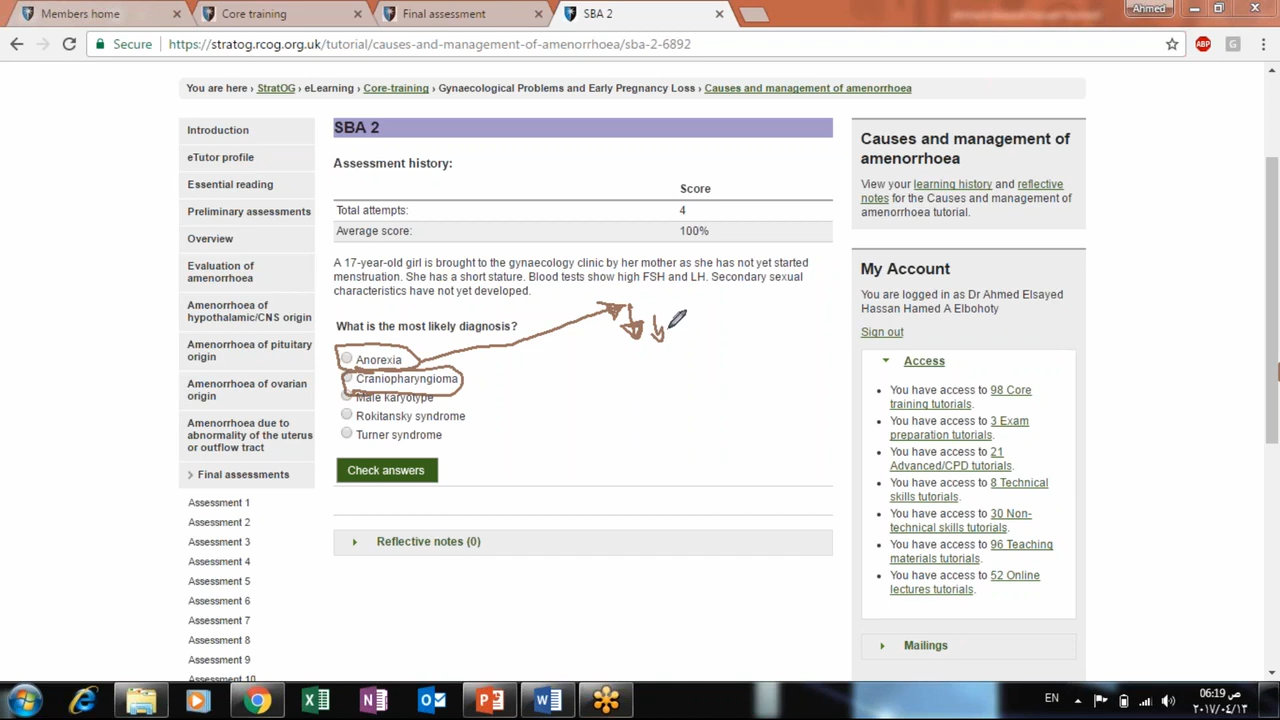 Members home
Core training
Final assessment
SBA 2
Ahmed
Secure
https://stratog.rcog.org.uk/tutorial/causes-and-management-of-amenorrhoea/sba-2-6892
ABP
G
You are here › StratOG › eLearning › Core-training › Gynaecological Problems and Early Pregnancy Loss › Causes and management of amenorrhoea
Introduction
eTutor profile
Essential reading
Preliminary assessments
Overview
Evaluation of
amenorrhoea
Amenorrhoea of
hypothalamic/CNS origin
Amenorrhoea of pituitary
origin
Amenorrhoea of ovarian
origin
Amenorrhoea due to
abnormality of the uterus
or outflow tract
Final assessments
Assessment 1
Assessment 2
Assessment 3
Assessment 4
Assessment 5
Assessment 6
Assessment 7
Assessment 8
Assessment 9
Assessment 10
SBA 2
Assessment history:
Score
Total attempts: 4
Average score: 100%
A 17-year-old girl is brought to the gynaecology clinic by her mother as she has not yet started
menstruation. She has a short stature. Blood tests show high FSH and LH. Secondary sexual
characteristics have not yet developed.
What is the most likely diagnosis?
Anorexia
Craniopharyngioma
Male karyotype
Rokitansky syndrome
Turner syndrome
Check answers
Reflective notes (0)
Causes and management of
amenorrhoea
View your learning history and reflective
notes for the Causes and management of
amenorrhoea tutorial.
My Account
You are logged in as Dr Ahmed Elsayed
Hassan Hamed A Elbohoty
Sign out
Access
You have access to 98 Core
training tutorials.
You have access to 3 Exam
preparation tutorials.
You have access to 21
Advanced/CPD tutorials.
You have access to 8 Technical
skills tutorials.
You have access to 30 Non-
technical skills tutorials.
You have access to 96 Teaching
materials tutorials.
You have access to 52 Online
lectures tutorials.
Mailings
EN
06:19 ص
٢٠١٧/٠٤/١٣